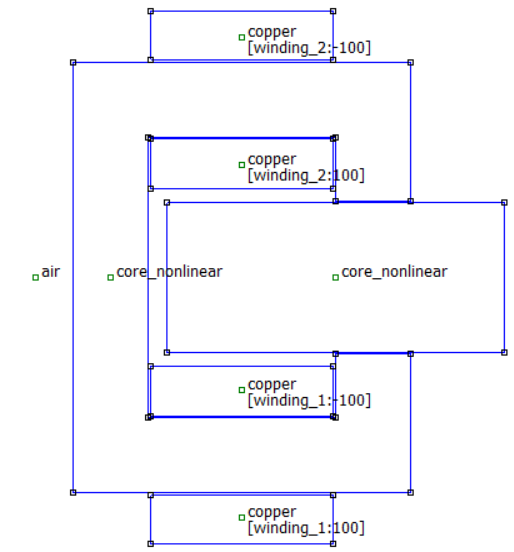 copper
[winding_2:-100]
copper
[winding_2:100]
air
core_nonlinear
core_nonlinear
copper
[winding_1:-100]
copper
[winding_1:100]